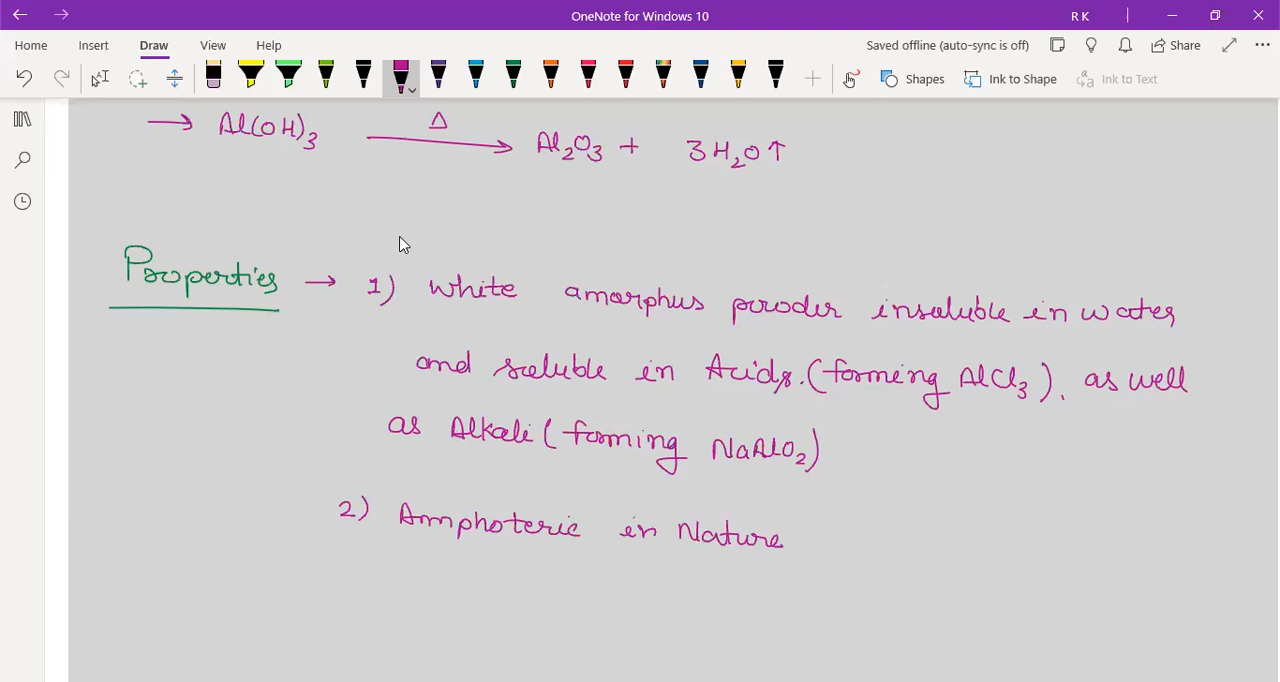 OneNote for Windows 10
R K
Home Insert Draw View Help
Saved offline (auto-sync is off) Share
Shapes Ink to Shape Ink to Text
→ Al(OH)3 Δ→ Al2O3 + 3H2O↑
Properties → 1) White amorphus powder insoluble in water
and soluble in Acids. (forming AlCl3), as well
as Alkali (forming NaAlO2)
2) Amphoteric in Nature